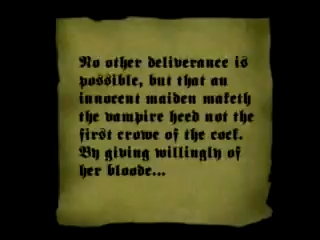 No other deliverance is
possible, but that an
innocent maiden maketh
the vampire heed not the
first crowe of the cock.
By giving willingly of
her bloode...